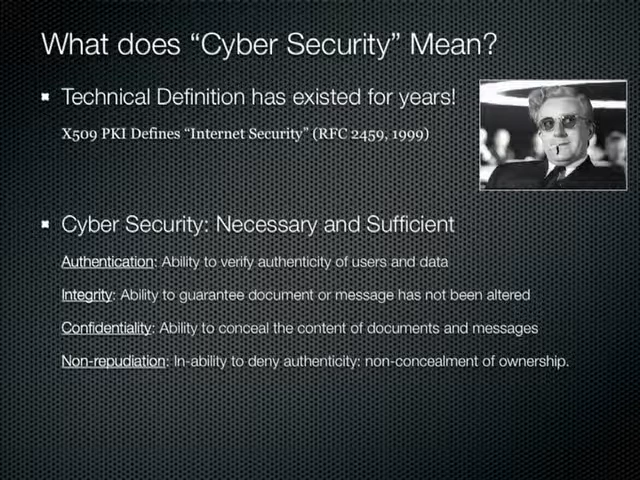 What does “Cyber Security” Mean?
Technical Definition has existed for years!
X509 PKI Defines “Internet Security” (RFC 2459, 1999)
Cyber Security: Necessary and Sufficient
Authentication: Ability to verify authenticity of users and data
Integrity: Ability to guarantee document or message has not been altered
Confidentiality: Ability to conceal the content of documents and messages
Non-repudiation: In-ability to deny authenticity: non-concealment of ownership.